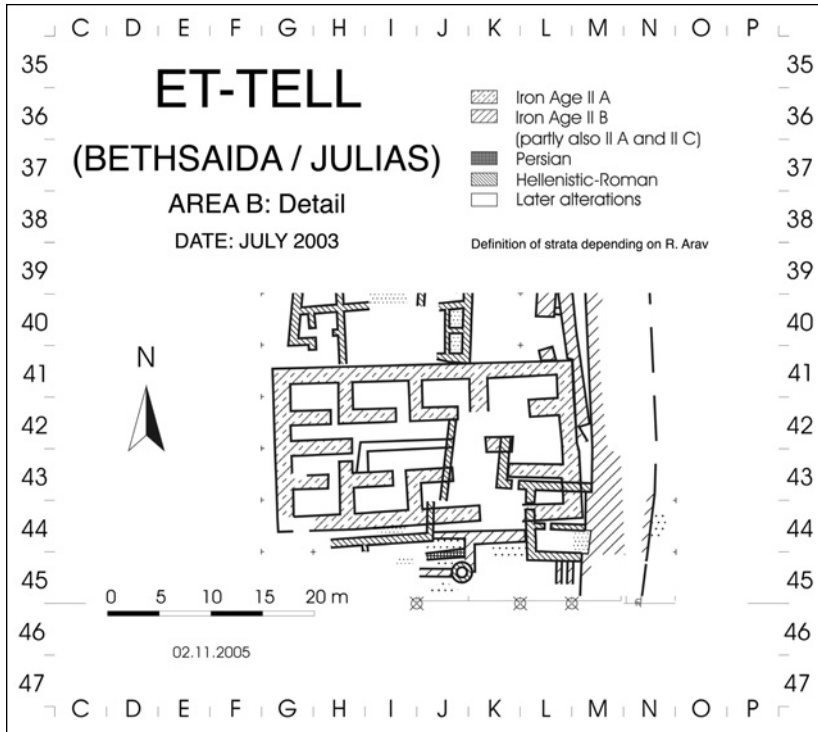 C D E F G H I J K L M N O P
35 35
ET-TELL
36 36
(BETHSAIDA / JULIAS)
37 37
AREA B: Detail
38 38
DATE: JULY 2003
39 39
Iron Age II A
Iron Age II B
(partly also II A and II C)
Persian
Hellenistic-Roman
Later alterations
Definition of strata depending on R. Arav
40 40
N
41 41
42 42
43 43
44 44
45 45
0 5 10 15 20 m
46 46
02.11.2005
47 47
C D E F G H I J K L M N O P